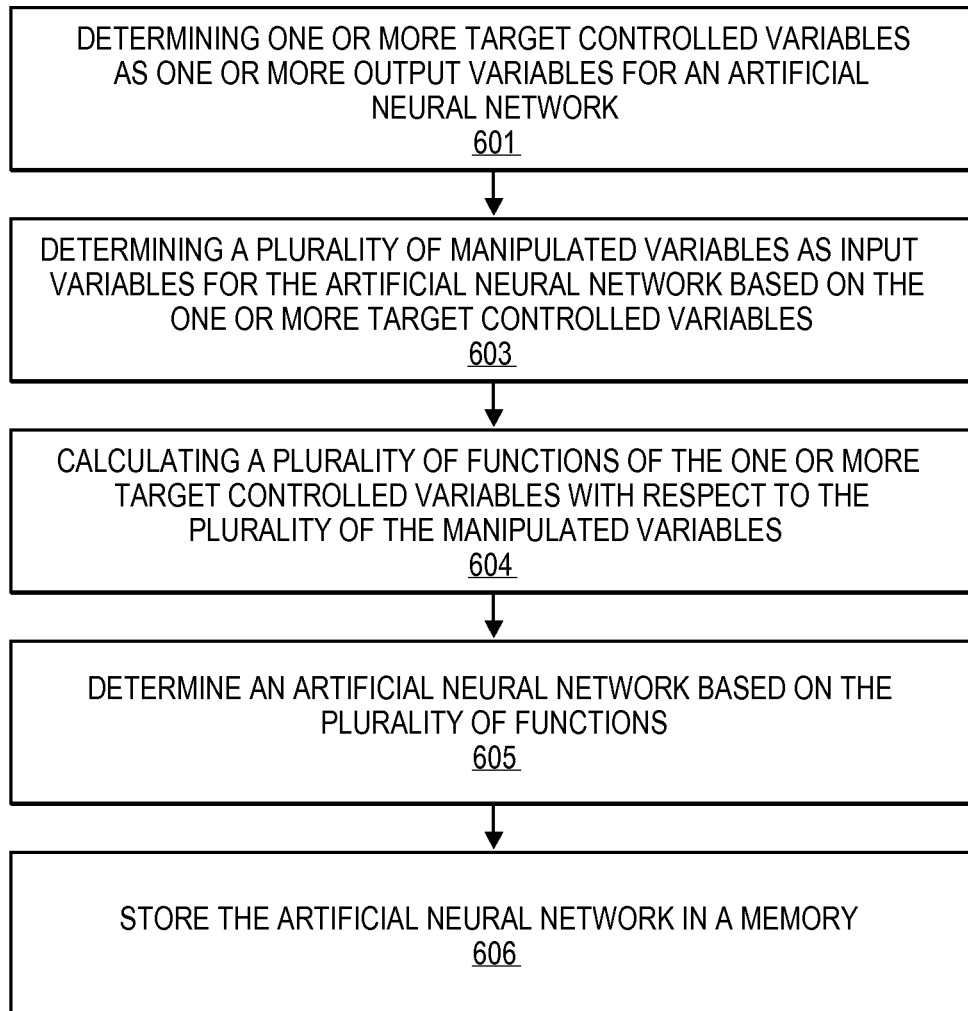 DETERMINING ONE OR MORE TARGET CONTROLLED VARIABLES
AS ONE OR MORE OUTPUT VARIABLES FOR AN ARTIFICIAL
NEURAL NETWORK
601
DETERMINING A PLURALITY OF MANIPULATED VARIABLES AS INPUT
VARIABLES FOR THE ARTIFICIAL NEURAL NETWORK BASED ON THE
ONE OR MORE TARGET CONTROLLED VARIABLES
603
CALCULATING A PLURALITY OF FUNCTIONS OF THE ONE OR MORE
TARGET CONTROLLED VARIABLES WITH RESPECT TO THE
PLURALITY OF THE MANIPULATED VARIABLES
604
DETERMINE AN ARTIFICIAL NEURAL NETWORK BASED ON THE
PLURALITY OF FUNCTIONS
605
STORE THE ARTIFICIAL NEURAL NETWORK IN A MEMORY
606